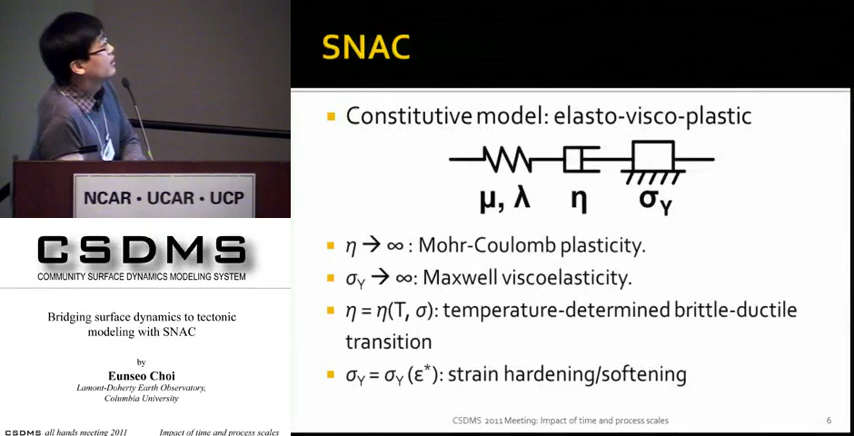 NCAR • UCAR • UCP
CSDMS
COMMUNITY SURFACE DYNAMICS MODELING SYSTEM
Bridging surface dynamics to tectonic
modeling with SNAC
by
Eunseo Choi
Lamont-Doherty Earth Observatory,
Columbia University
CSDMS all hands meeting 2011 Impact of time and process scales
SNAC
Constitutive model: elasto-visco-plastic
μ, λ η σY
η → ∞ : Mohr-Coulomb plasticity.
σY → ∞: Maxwell viscoelasticity.
η = η(T, σ): temperature-determined brittle-ductile
transition
σY = σY (ε*): strain hardening/softening
CSDMS 2011 Meeting: Impact of time and process scales 6